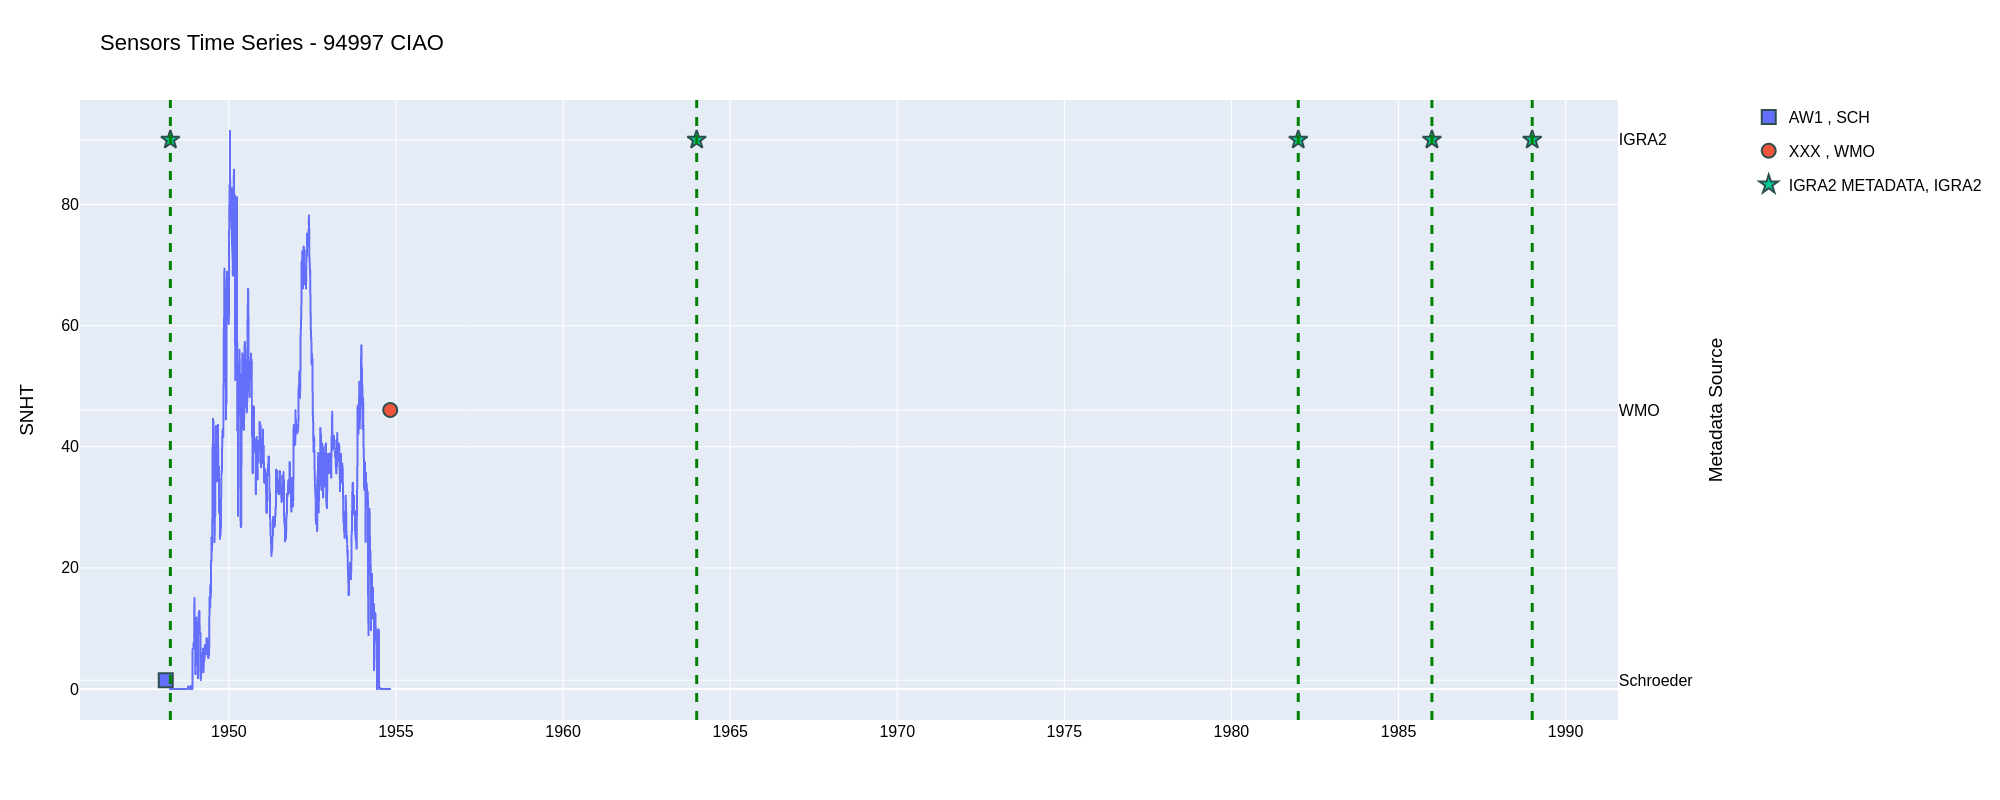 Sensors Time Series - 94997 CIAO
AW1 , SCH
XXX , WMO
IGRA2 METADATA, IGRA2
SNHT
80
60
40
20
0
IGRA2
WMO
Schroeder
Metadata Source
1950
1955
1960
1965
1970
1975
1980
1985
1990